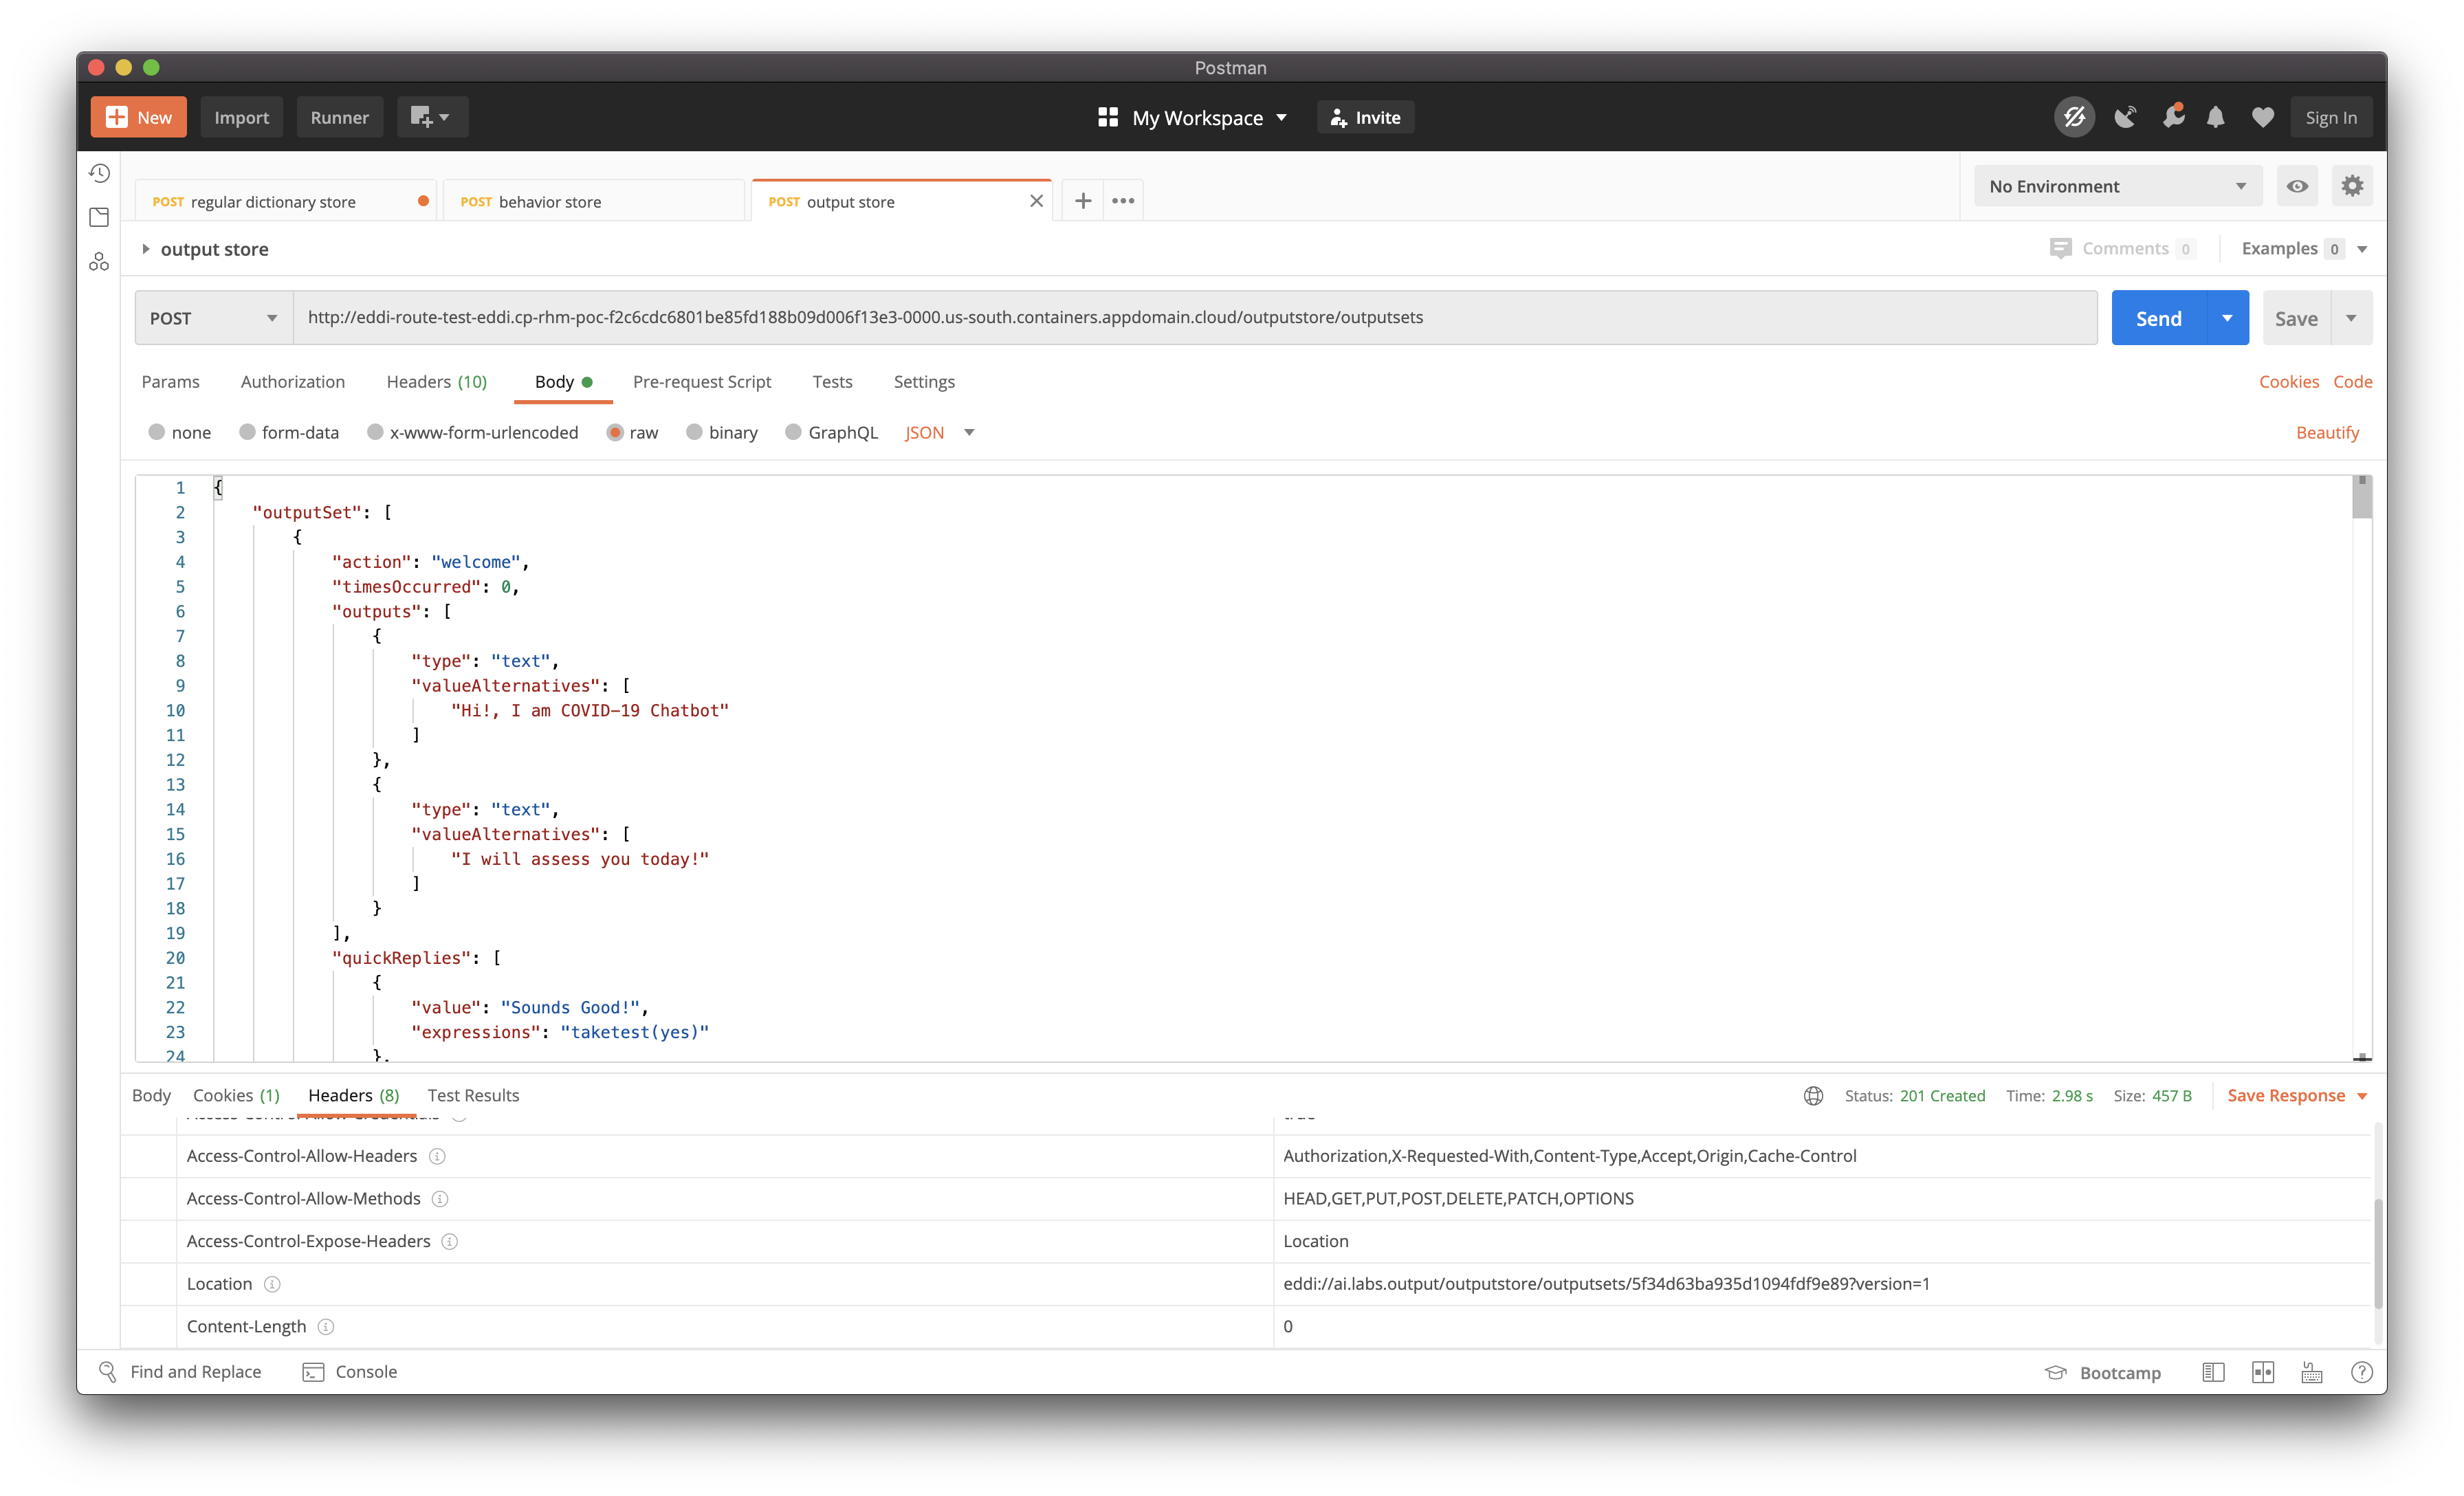 Postman
New Import Runner My Workspace Invite Sign In
POST regular dictionary store POST behavior store POST output store No Environment
output store Comments 0 Examples 0
POST http://eddi-route-test-eddi.cp-rhm-poc-f2c6cdc6801be85fd188b09d006f13e3-0000.us-south.containers.appdomain.cloud/outputstore/outputsets Send Save
Params Authorization Headers (10) Body Pre-request Script Tests Settings Cookies Code
none form-data x-www-form-urlencoded raw binary GraphQL JSON Beautify
1 {
2 "outputSet": [
3 {
4 "action": "welcome",
5 "timesOccurred": 0,
6 "outputs": [
7 {
8 "type": "text",
9 "valueAlternatives": [
10 "Hi!, I am COVID-19 Chatbot"
11 ]
12 },
13 {
14 "type": "text",
15 "valueAlternatives": [
16 "I will assess you today!"
17 ]
18 }
19 ],
20 "quickReplies": [
21 {
22 "value": "Sounds Good!",
23 "expressions": "taketest(yes)"
24 },
Body Cookies (1) Headers (8) Test Results Status: 201 Created Time: 2.98 s Size: 457 B Save Response
Access-Control-Allow-Credentials true
Access-Control-Allow-Headers Authorization,X-Requested-With,Content-Type,Accept,Origin,Cache-Control
Access-Control-Allow-Methods HEAD,GET,PUT,POST,DELETE,PATCH,OPTIONS
Access-Control-Expose-Headers Location
Location eddi://ai.labs.output/outputstore/outputsets/5f34d63ba935d1094fdf9e89?version=1
Content-Length 0
Find and Replace Console Bootcamp